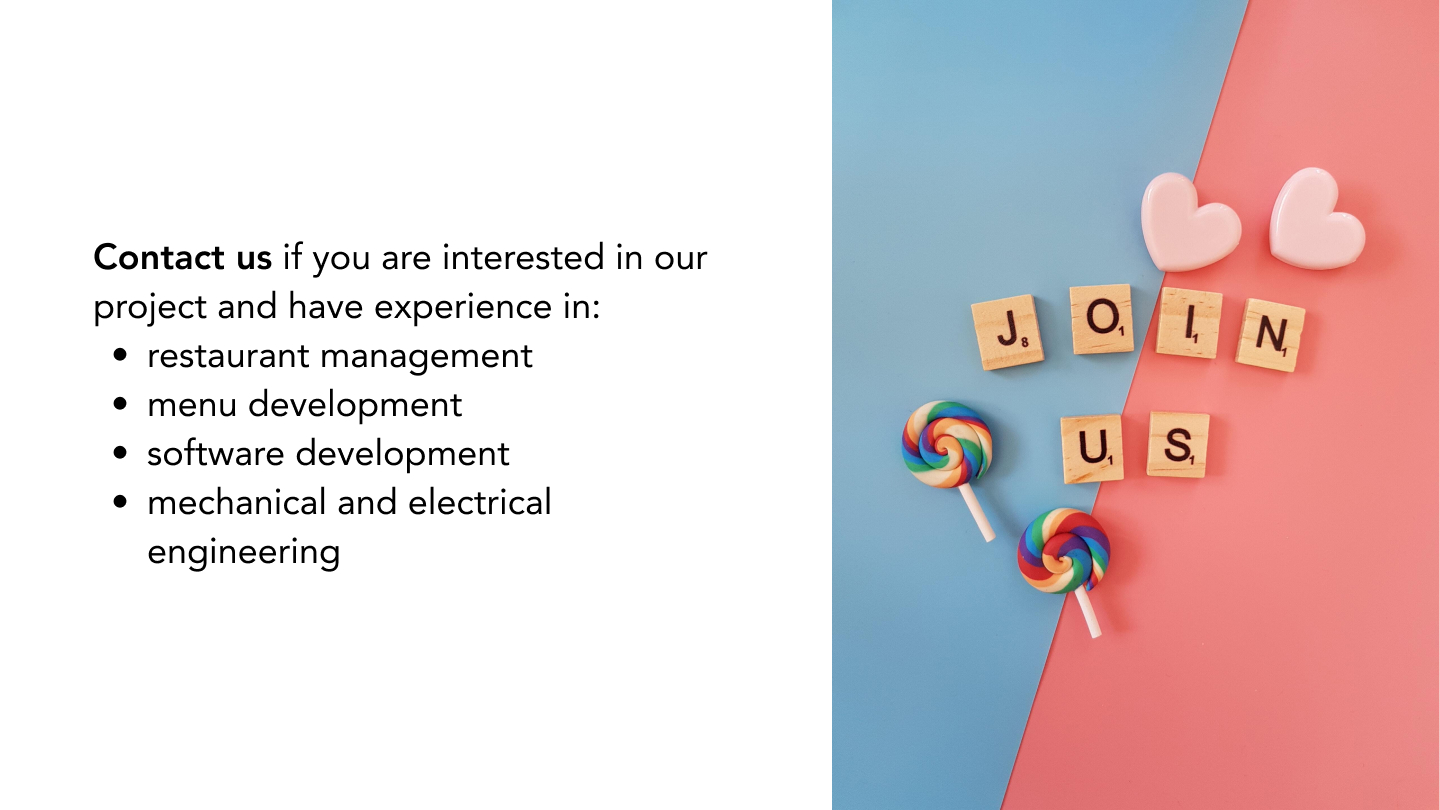 Contact us if you are interested in our
project and have experience in:
• restaurant management
• menu development
• software development
• mechanical and electrical
engineering
J8 O1 I1 N1
U1 S1